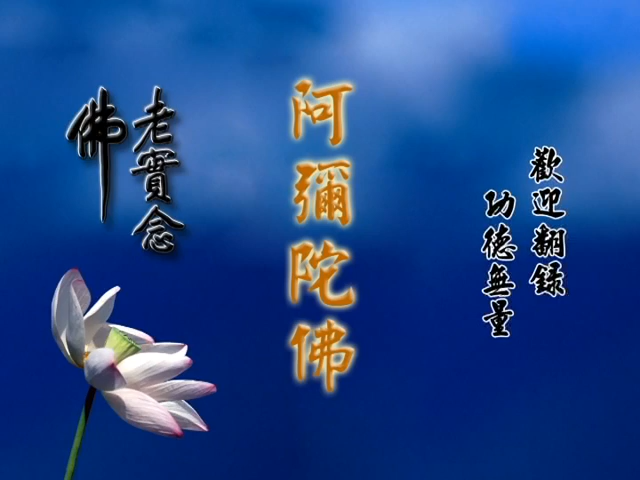 歡迎翻錄
功德無量
阿彌陀佛
老實念
佛